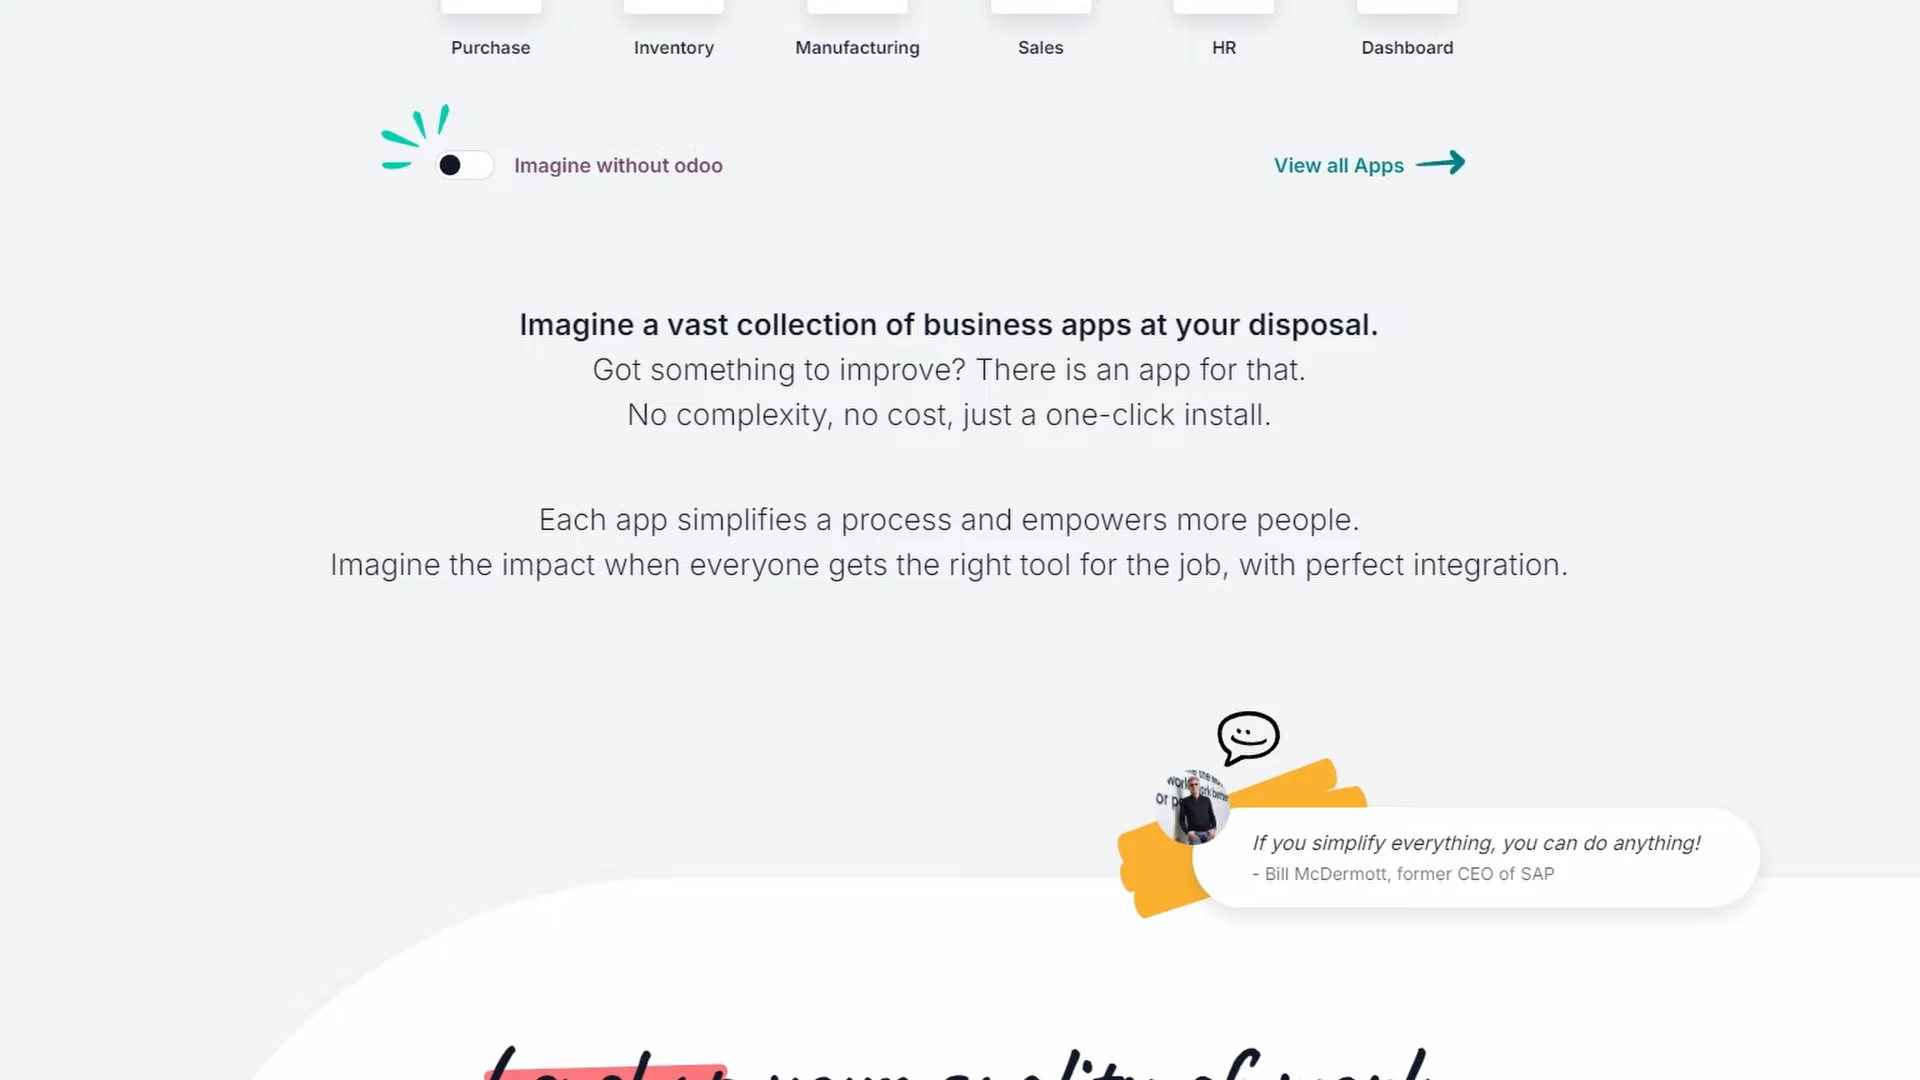 Purchase Inventory Manufacturing Sales HR Dashboard
Imagine without odoo
View all Apps
Imagine a vast collection of business apps at your disposal.
Got something to improve? There is an app for that.
No complexity, no cost, just a one-click install.
Each app simplifies a process and empowers more people.
Imagine the impact when everyone gets the right tool for the job, with perfect integration.
If you simplify everything, you can do anything!
- Bill McDermott, former CEO of SAP
your quality of work